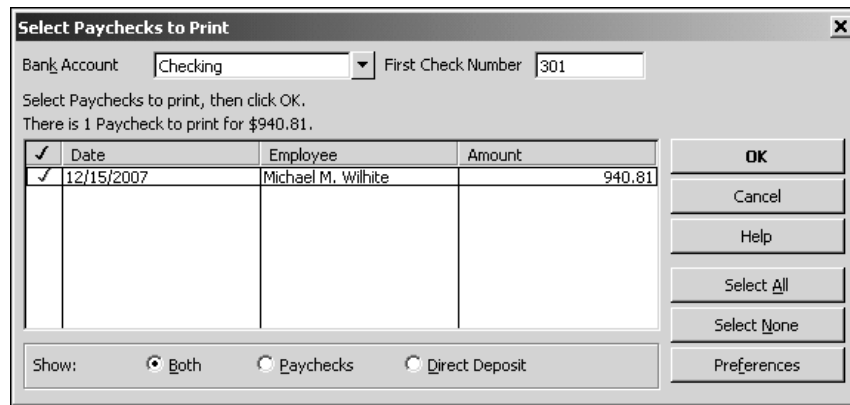 Select Paychecks to Print
Bank Account Checking First Check Number 301
Select Paychecks to print, then click OK.
There is 1 Paycheck to print for $940.81.
✓ Date Employee Amount
✓ 12/15/2007 Michael M. Wilhite 940.81
OK
Cancel
Help
Select All
Select None
Preferences
Show: Both Paychecks Direct Deposit